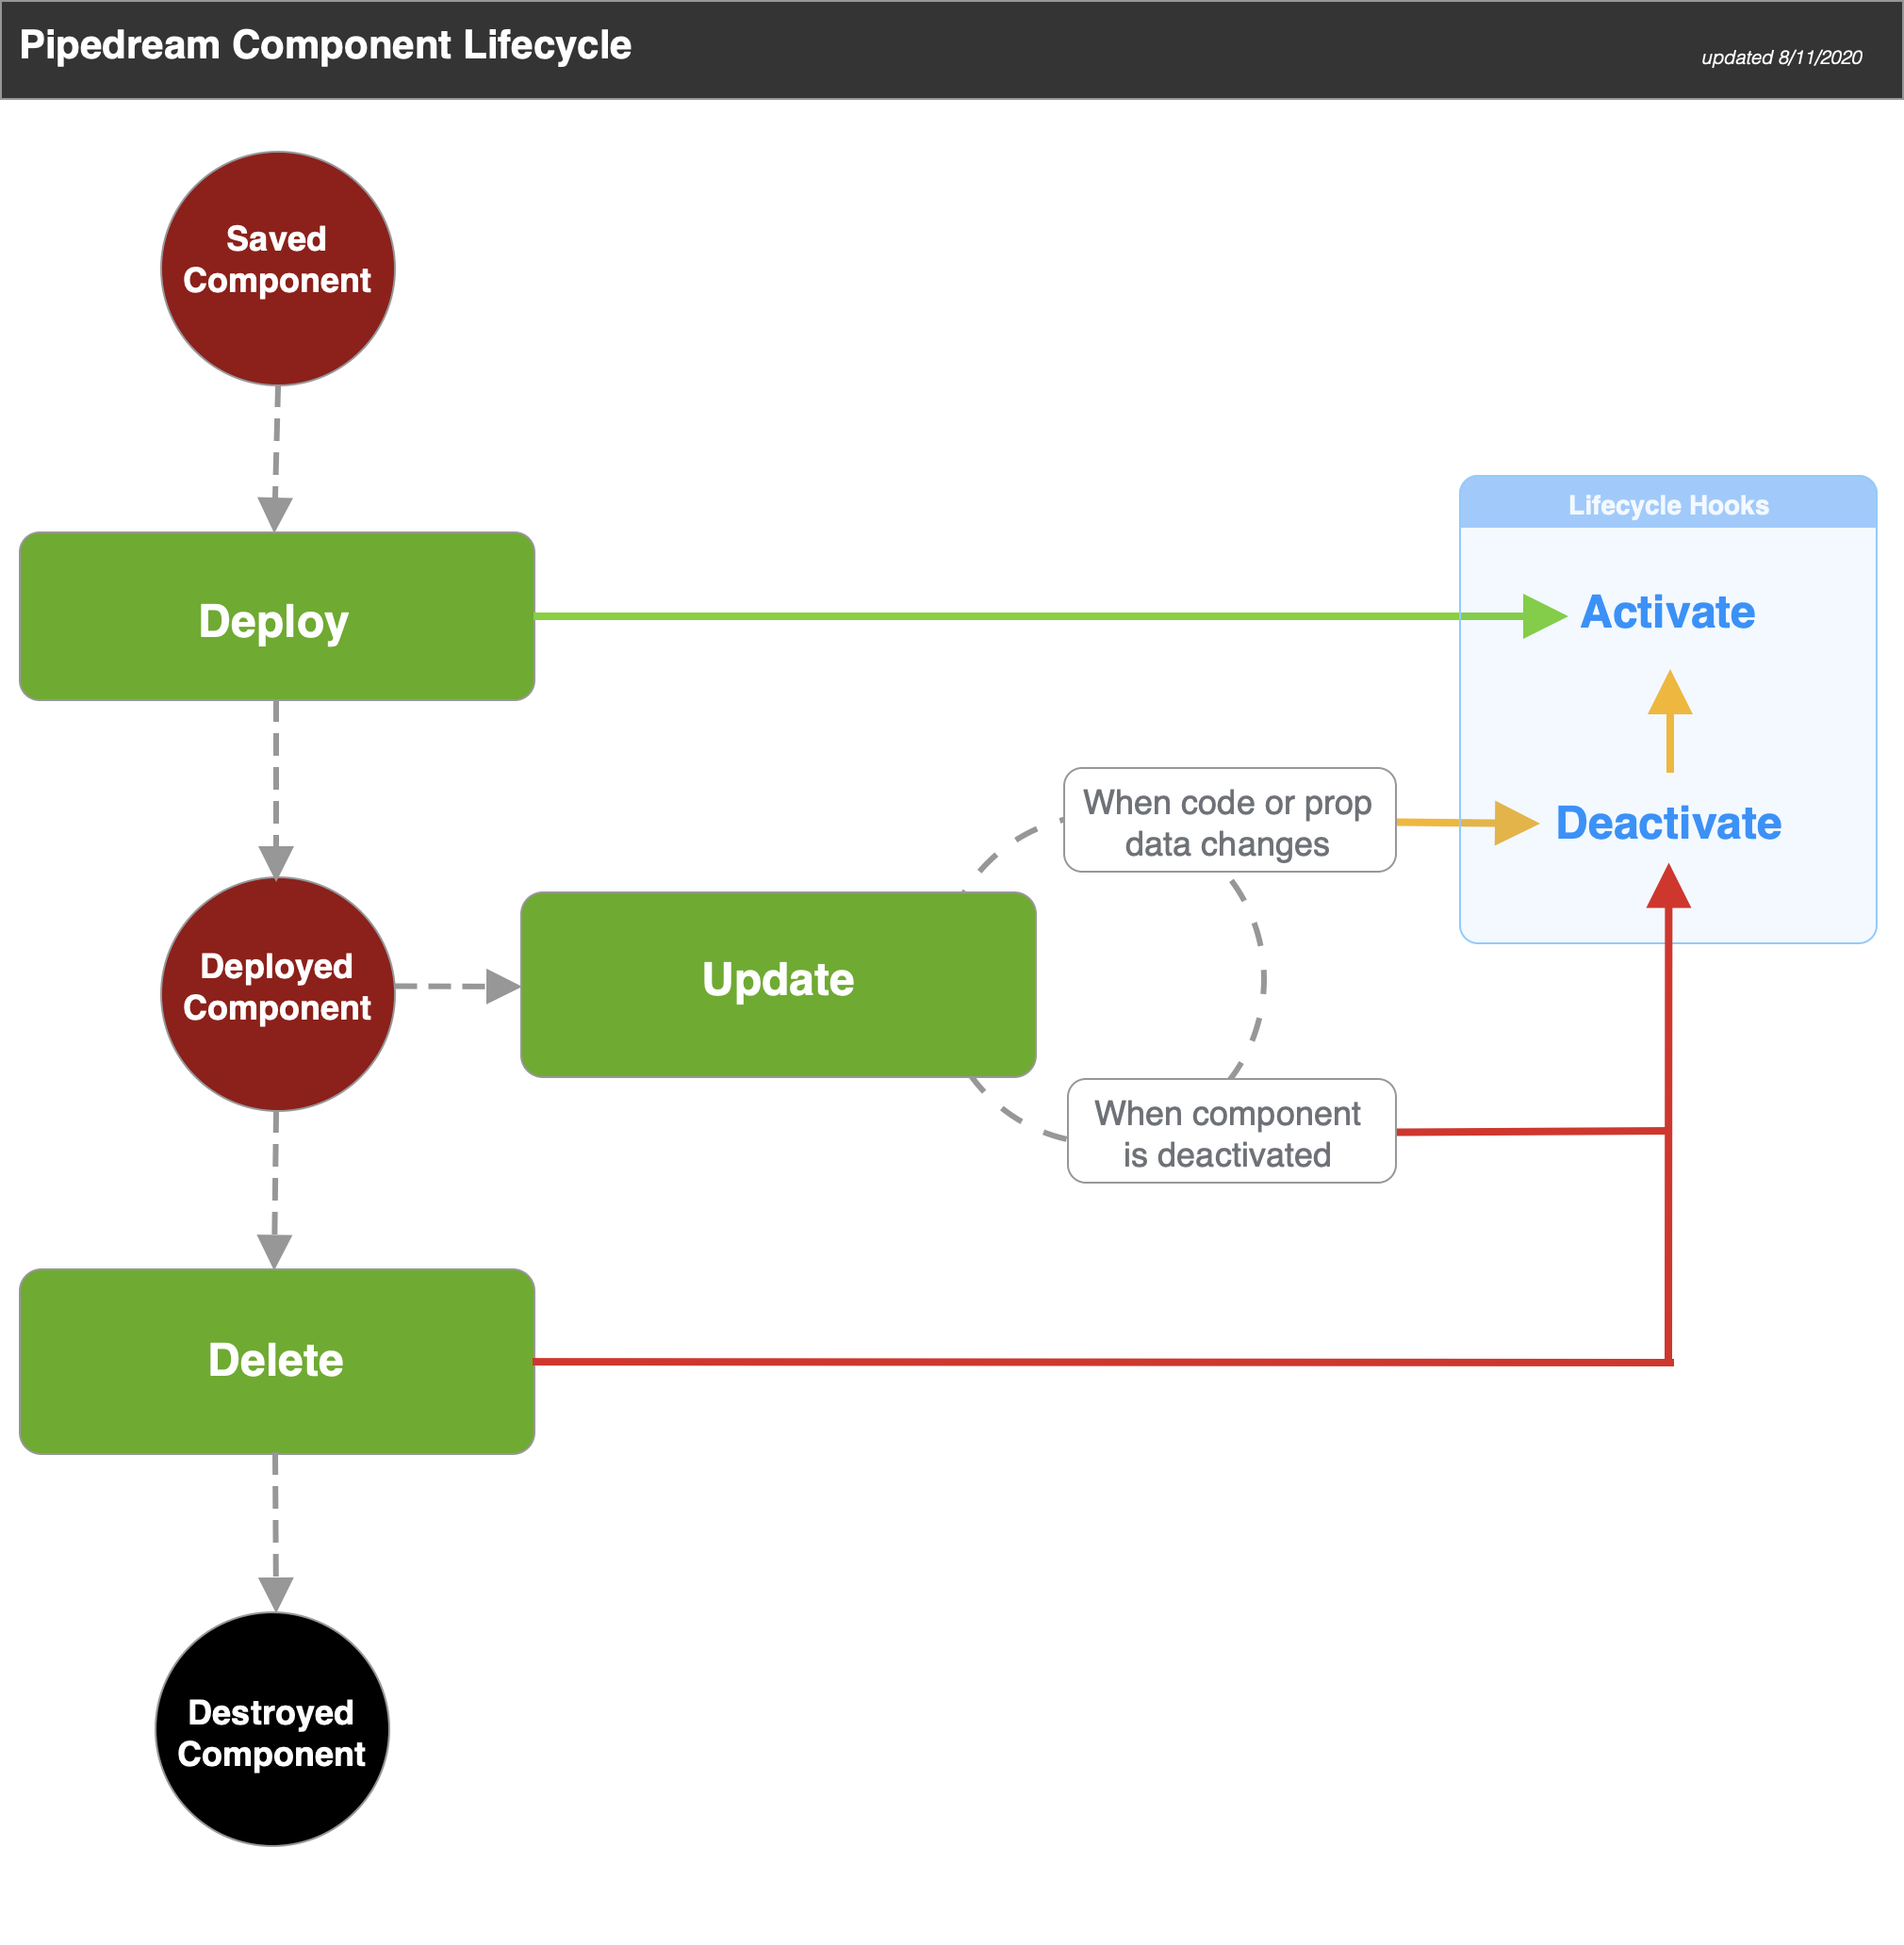 Pipedream Component Lifecycle
updated 8/11/2020
Saved
Component
Lifecycle Hooks
Deploy
Activate
When code or prop
data changes
Deactivate
Deployed
Component
Update
When component
is deactivated
Delete
Destroyed
Component